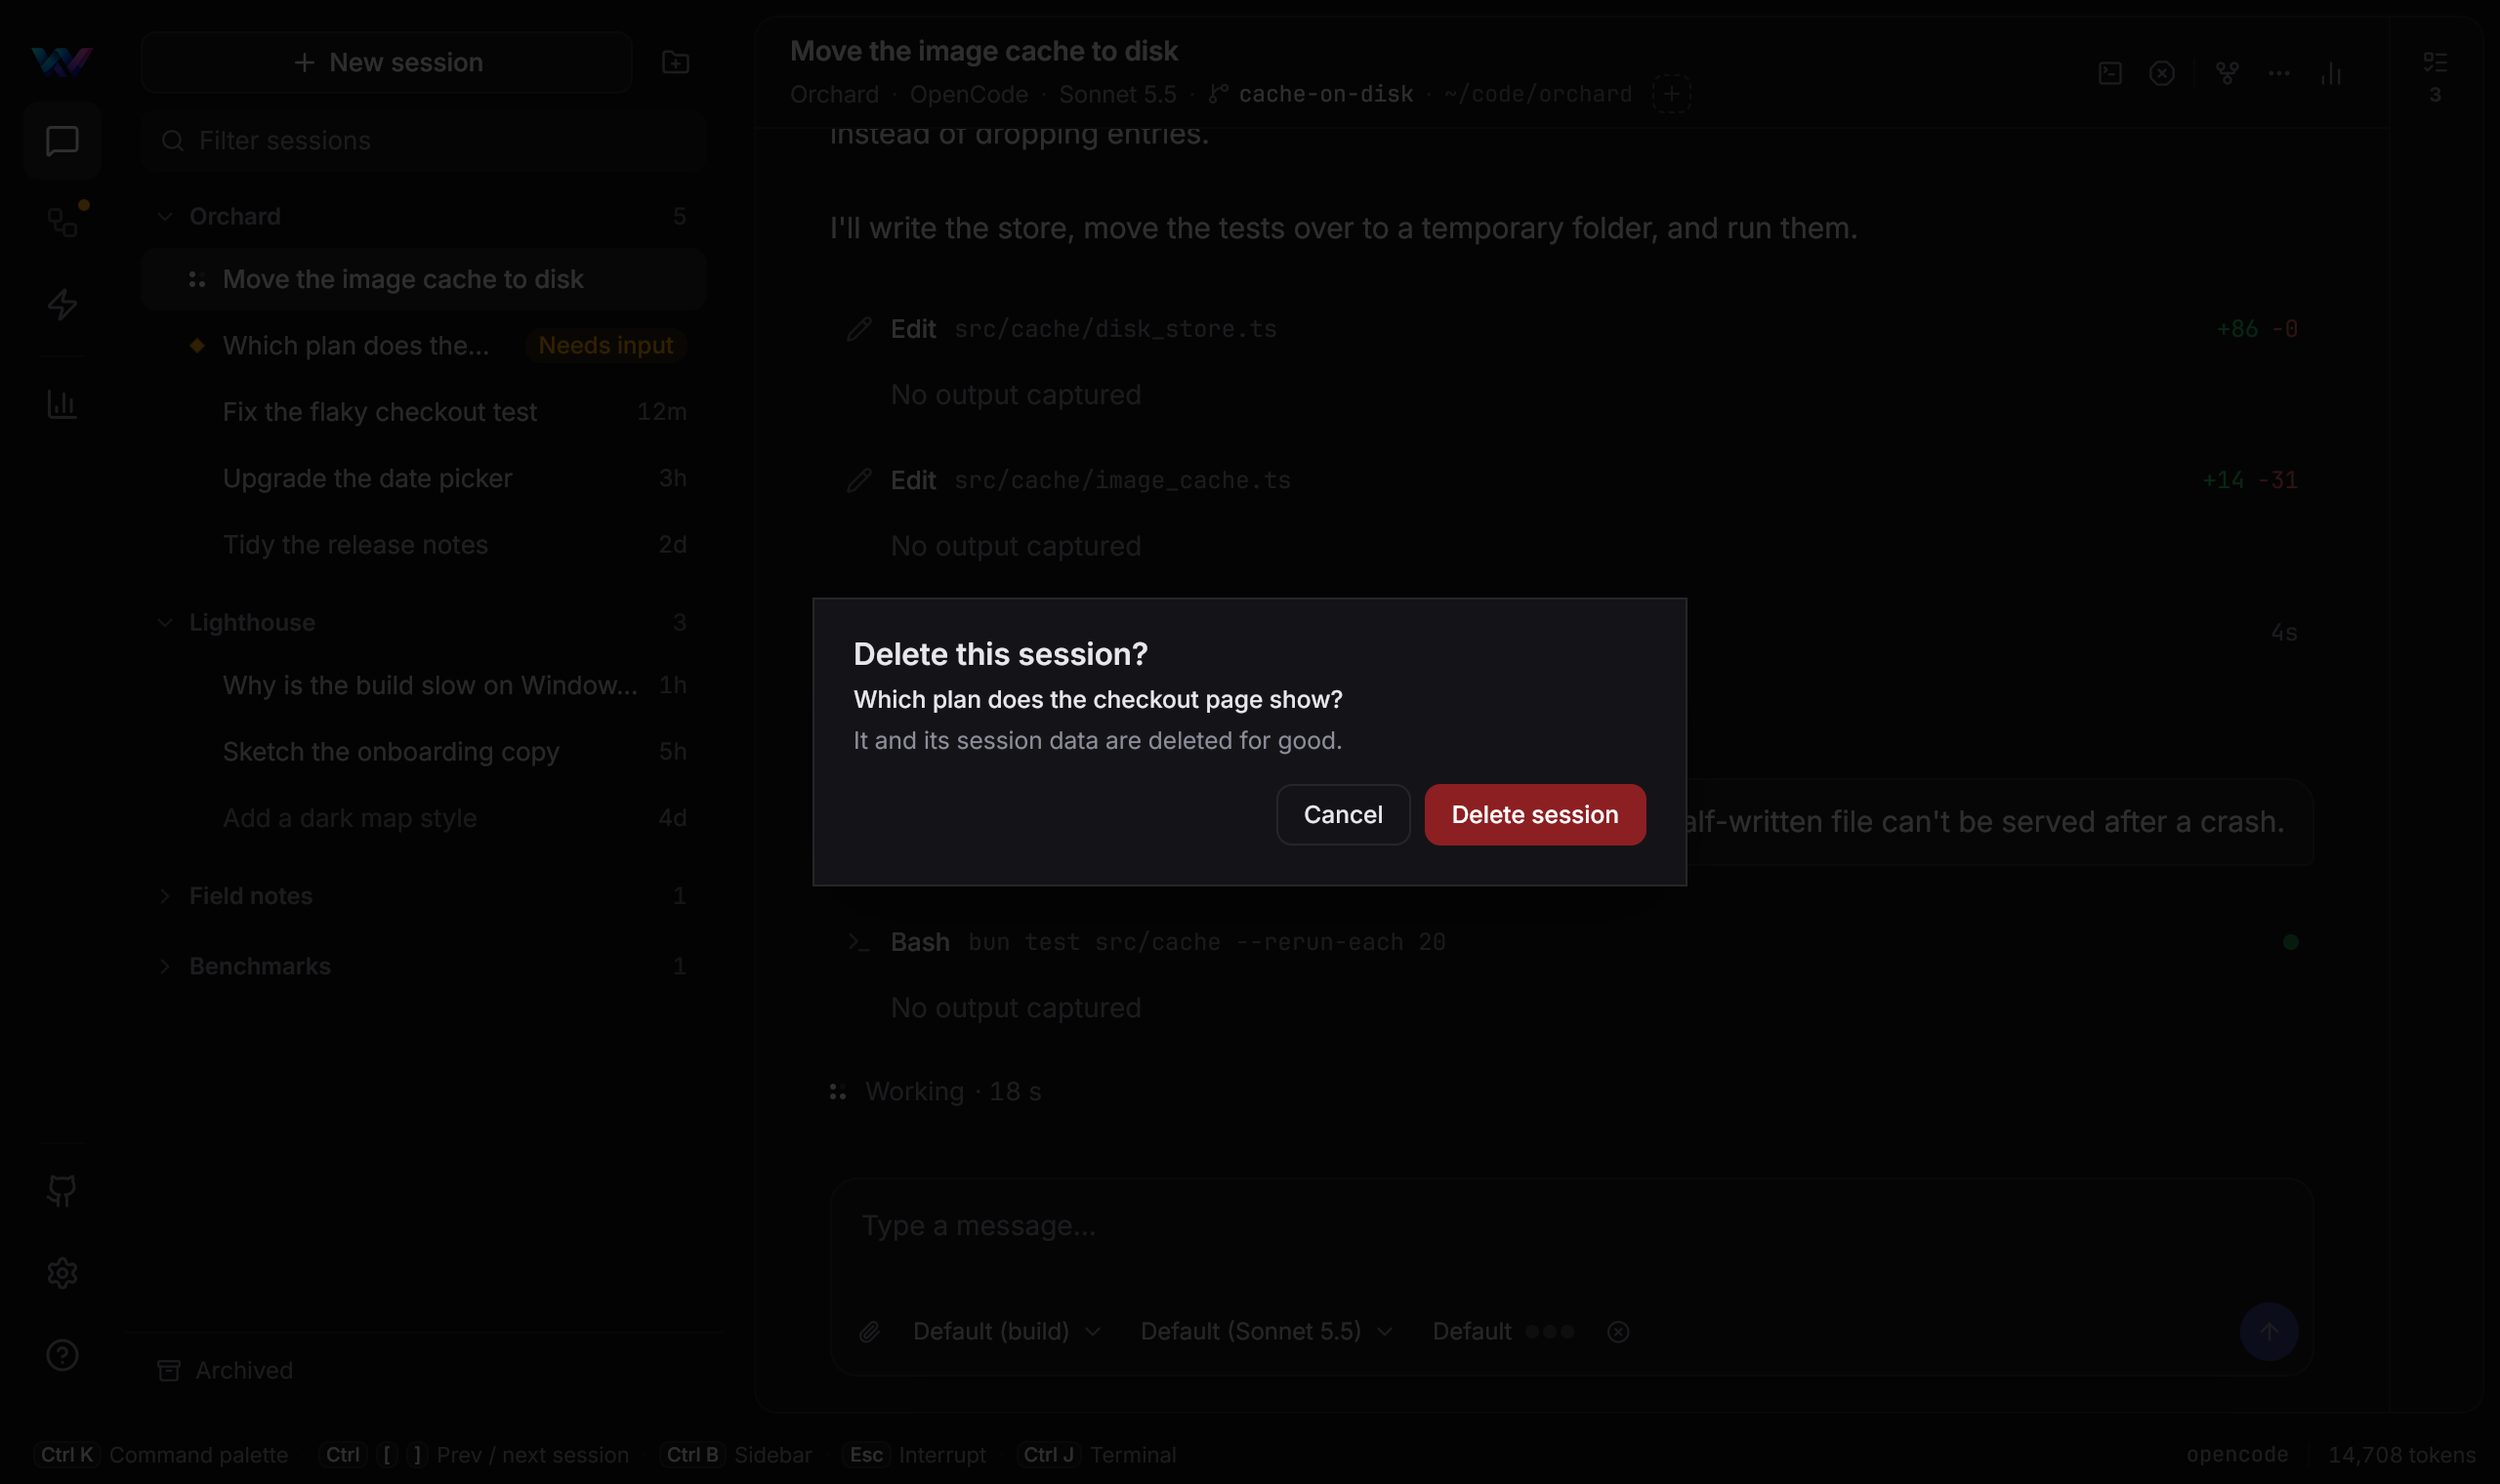 New session
Filter sessions
Orchard 5
Move the image cache to disk
Which plan does the... Needs input
Fix the flaky checkout test 12m
Upgrade the date picker 3h
Tidy the release notes 2d
Lighthouse 3
Why is the build slow on Window... 1h
Sketch the onboarding copy 5h
Add a dark map style 4d
Field notes 1
Benchmarks 1
Archived
Move the image cache to disk
Orchard · OpenCode · Sonnet 5.5 · cache-on-disk · ~/code/orchard
3
instead of dropping entries.
I'll write the store, move the tests over to a temporary folder, and run them.
Edit src/cache/disk_store.ts +86 -0
No output captured
Edit src/cache/image_cache.ts +14 -31
No output captured
4s
Delete this session?
Which plan does the checkout page show?
It and its session data are deleted for good.
Cancel Delete session
alf-written file can't be served after a crash.
Bash bun test src/cache --rerun-each 20
No output captured
Working · 18 s
Type a message...
Default (build) Default (Sonnet 5.5) Default
Ctrl K Command palette Ctrl [ ] Prev / next session Ctrl B Sidebar Esc Interrupt Ctrl J Terminal opencode 14,708 tokens